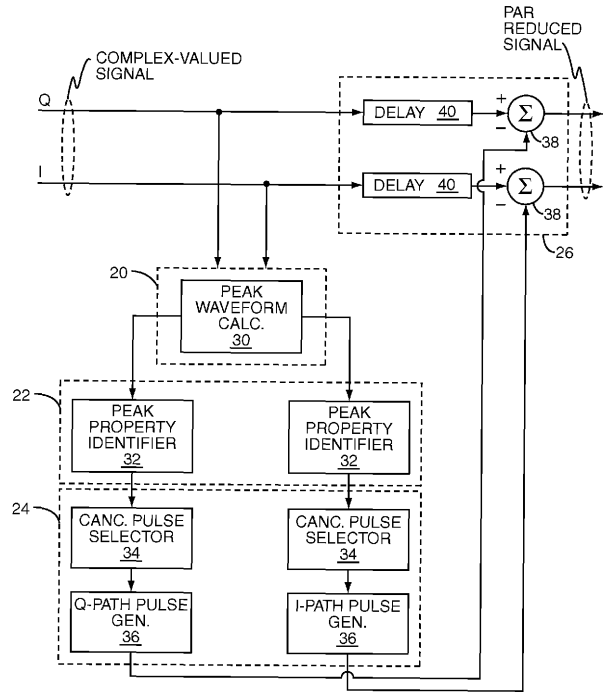 PAR
REDUCED
SIGNAL
COMPLEX-VALUED
SIGNAL
Q
DELAY 40
+
−
Σ
38
I
DELAY 40
+
−
Σ
38
26
20
PEAK
WAVEFORM
CALC.
30
22
PEAK
PROPERTY
IDENTIFIER
32
PEAK
PROPERTY
IDENTIFIER
32
24
CANC. PULSE
SELECTOR
34
CANC. PULSE
SELECTOR
34
Q-PATH PULSE
GEN.
36
I-PATH PULSE
GEN.
36